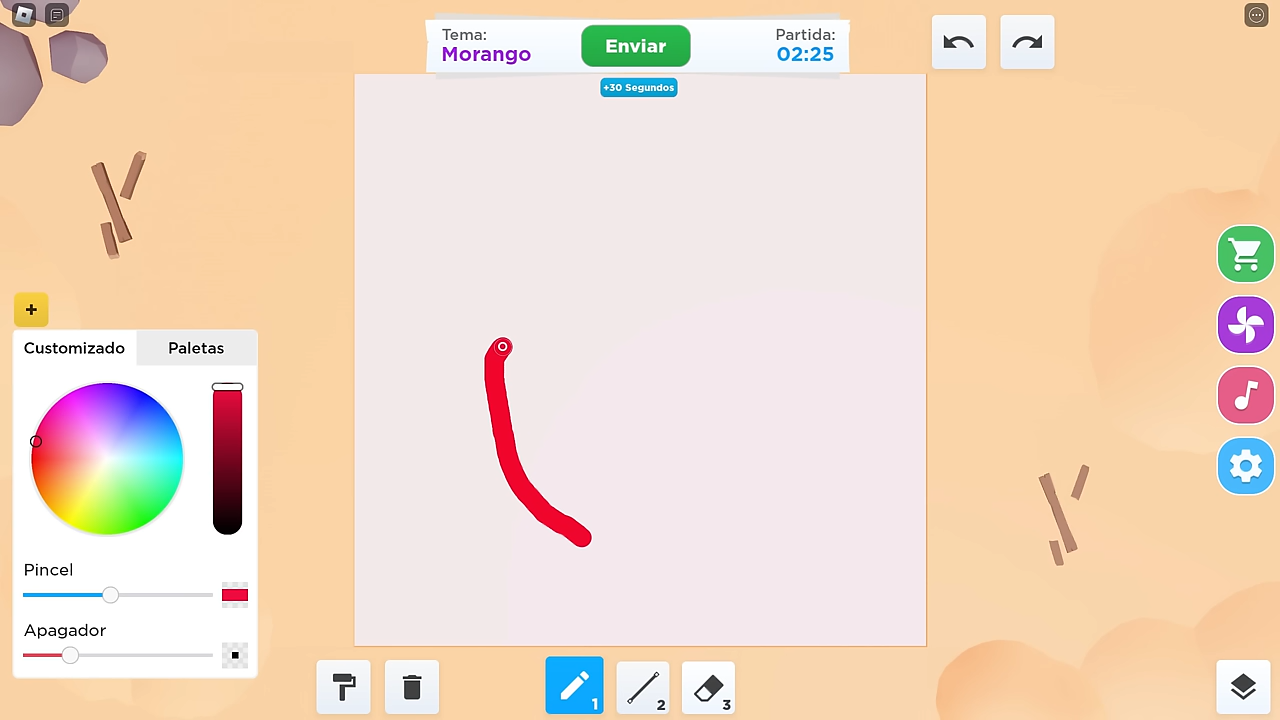 Tema:
Morango
Enviar
Partida:
02:25
+30 Segundos
+
Customizado
Paletas
Pincel
Apagador
1
2
3